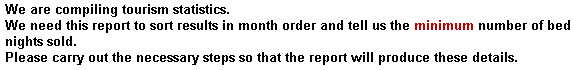 We are compiling tourism statistics.
We need this report to sort results in month order and tell us the minimum number of bed
nights sold.
Please carry out the necessary steps so that the report will produce these details.